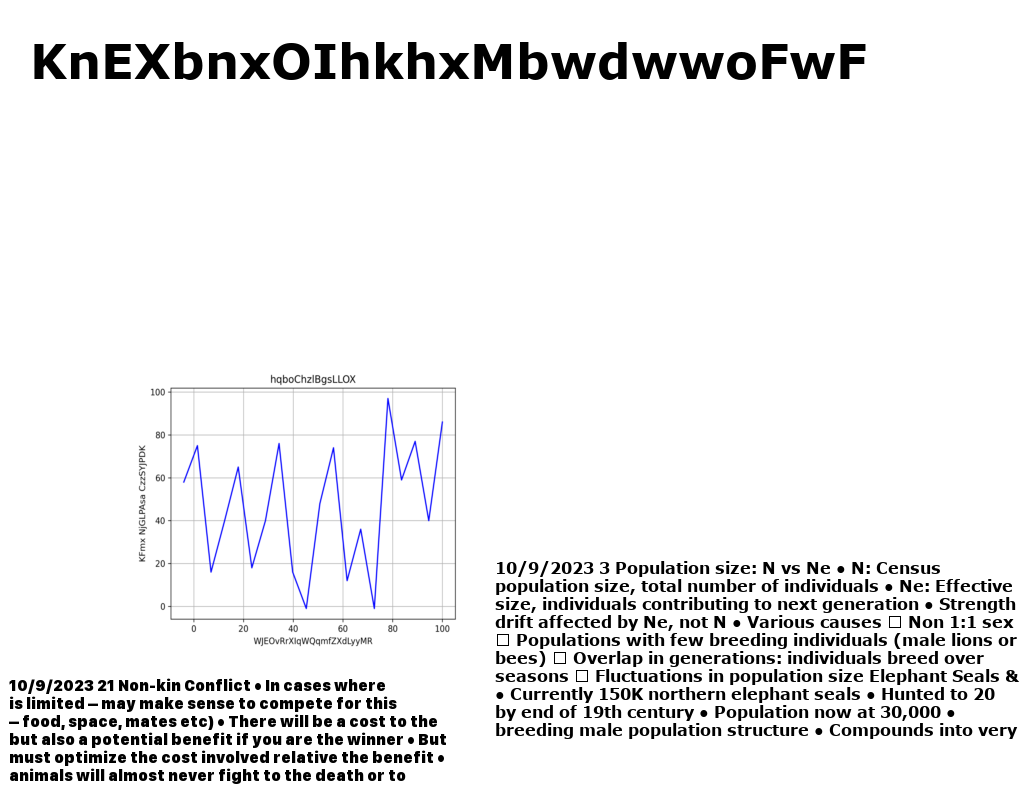 KnEXbnxOIhkhxMbwdwwoFwF
hqboChzlBgsLLOX
100
80
60
40
20
0
KFmx NjGLPAsa CzzSYJPDK
0 20 40 60 80 100
WJEOvRrXlqWQqmfZXdLyyMR
10/9/2023 3 Population size: N vs Ne • N: Census
population size, total number of individuals • Ne: Effective
size, individuals contributing to next generation • Strength
drift affected by Ne, not N • Various causes ☐ Non 1:1 sex
☐ Populations with few breeding individuals (male lions or
bees) ☐ Overlap in generations: individuals breed over
seasons ☐ Fluctuations in population size Elephant Seals &
• Currently 150K northern elephant seals • Hunted to 20
by end of 19th century • Population now at 30,000 •
breeding male population structure • Compounds into very
10/9/2023 21 Non-kin Conflict • In cases where
is limited – may make sense to compete for this
– food, space, mates etc) • There will be a cost to the
but also a potential benefit if you are the winner • But
must optimize the cost involved relative the benefit •
animals will almost never fight to the death or to